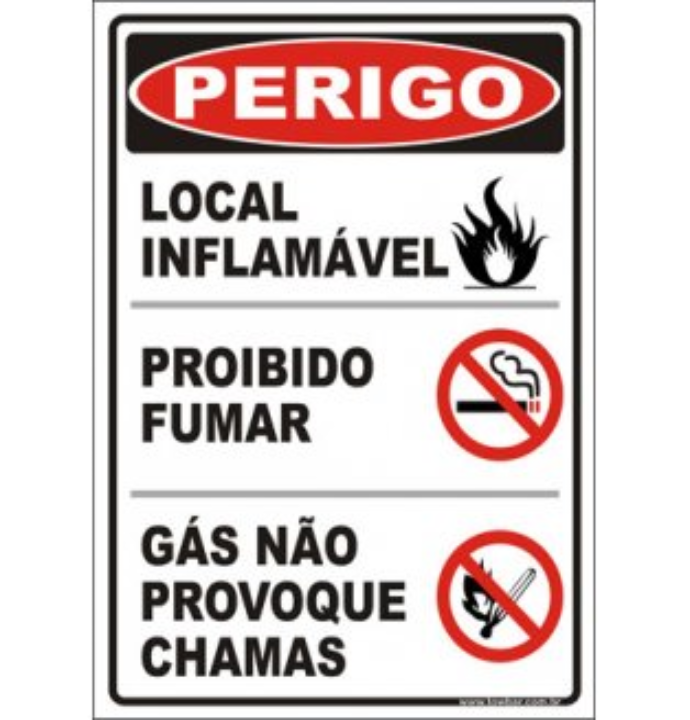 PERIGO
LOCAL
INFLAMÁVEL
PROIBIDO
FUMAR
GÁS NÃO
PROVOQUE
CHAMAS